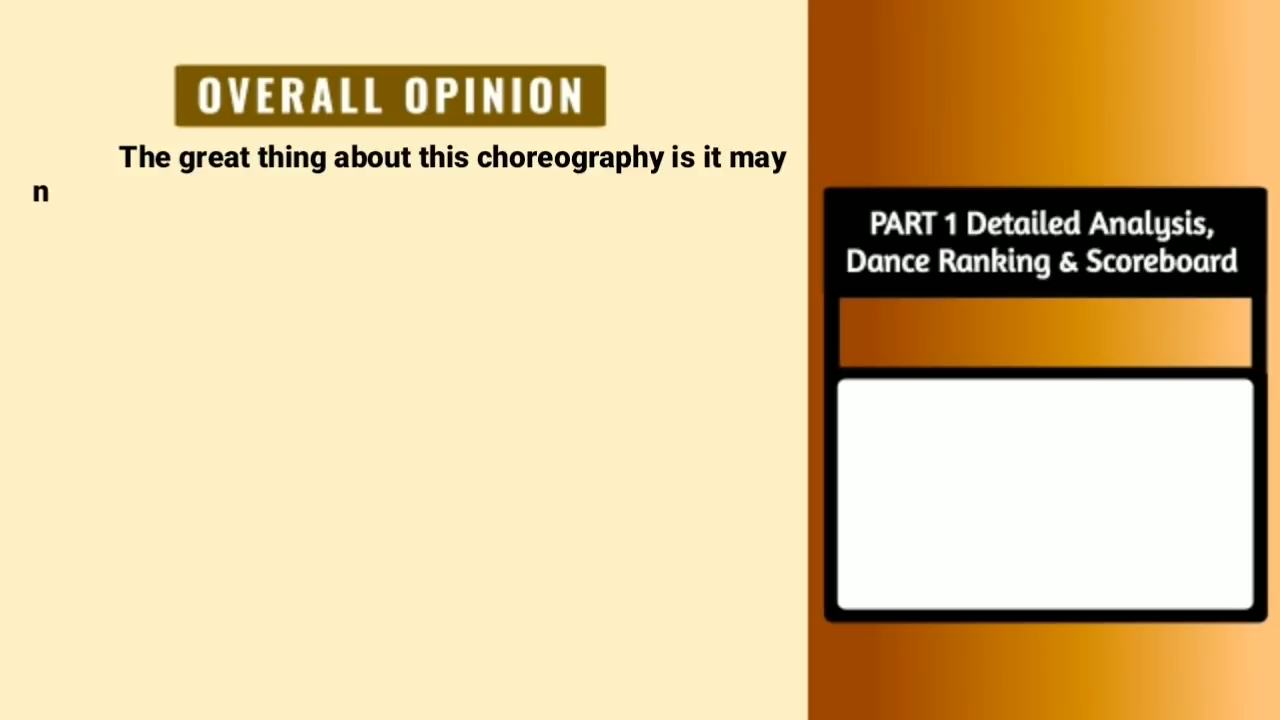 OVERALL OPINION
The great thing about this choreography is it may
n
PART 1 Detailed Analysis,
Dance Ranking & Scoreboard